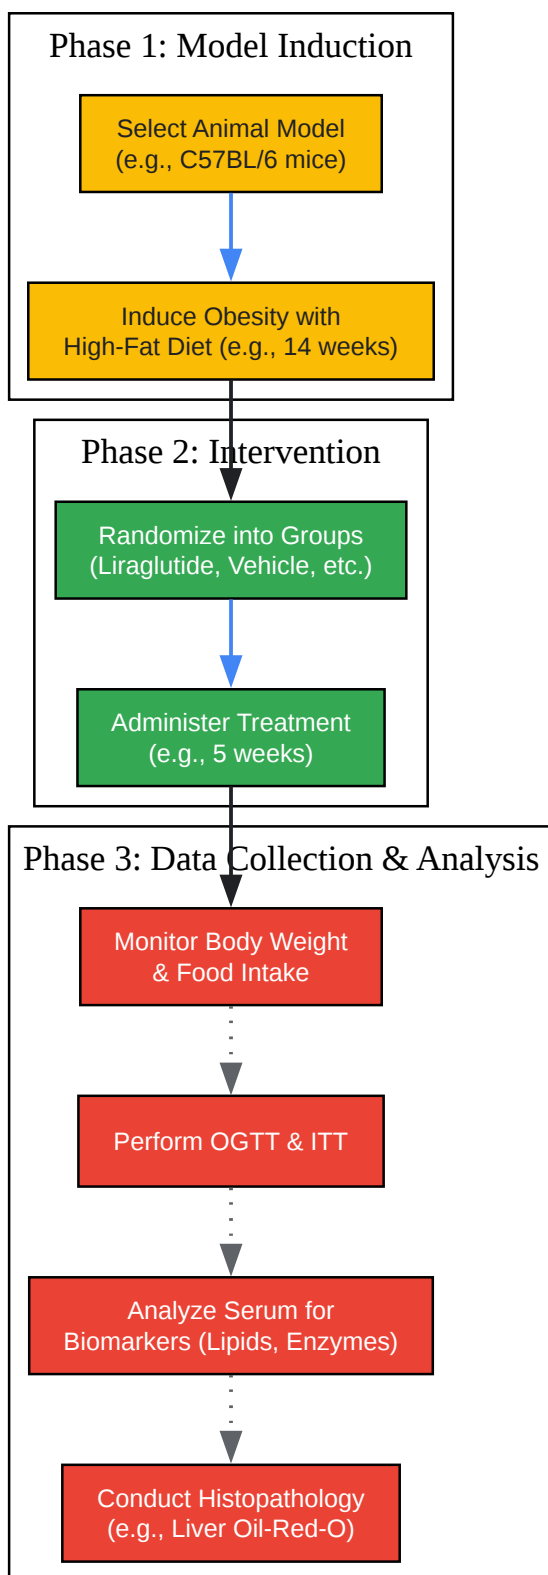 Phase 1: Model Induction
Select Animal Model
(e.g., C57BL/6 mice)
Induce Obesity with
High-Fat Diet (e.g., 14 weeks)
Phase 2: Intervention
Randomize into Groups
(Liraglutide, Vehicle, etc.)
Administer Treatment
(e.g., 5 weeks)
Phase 3: Data Collection & Analysis
Monitor Body Weight
& Food Intake
Perform OGTT & ITT
Analyze Serum for
Biomarkers (Lipids, Enzymes)
Conduct Histopathology
(e.g., Liver Oil-Red-O)